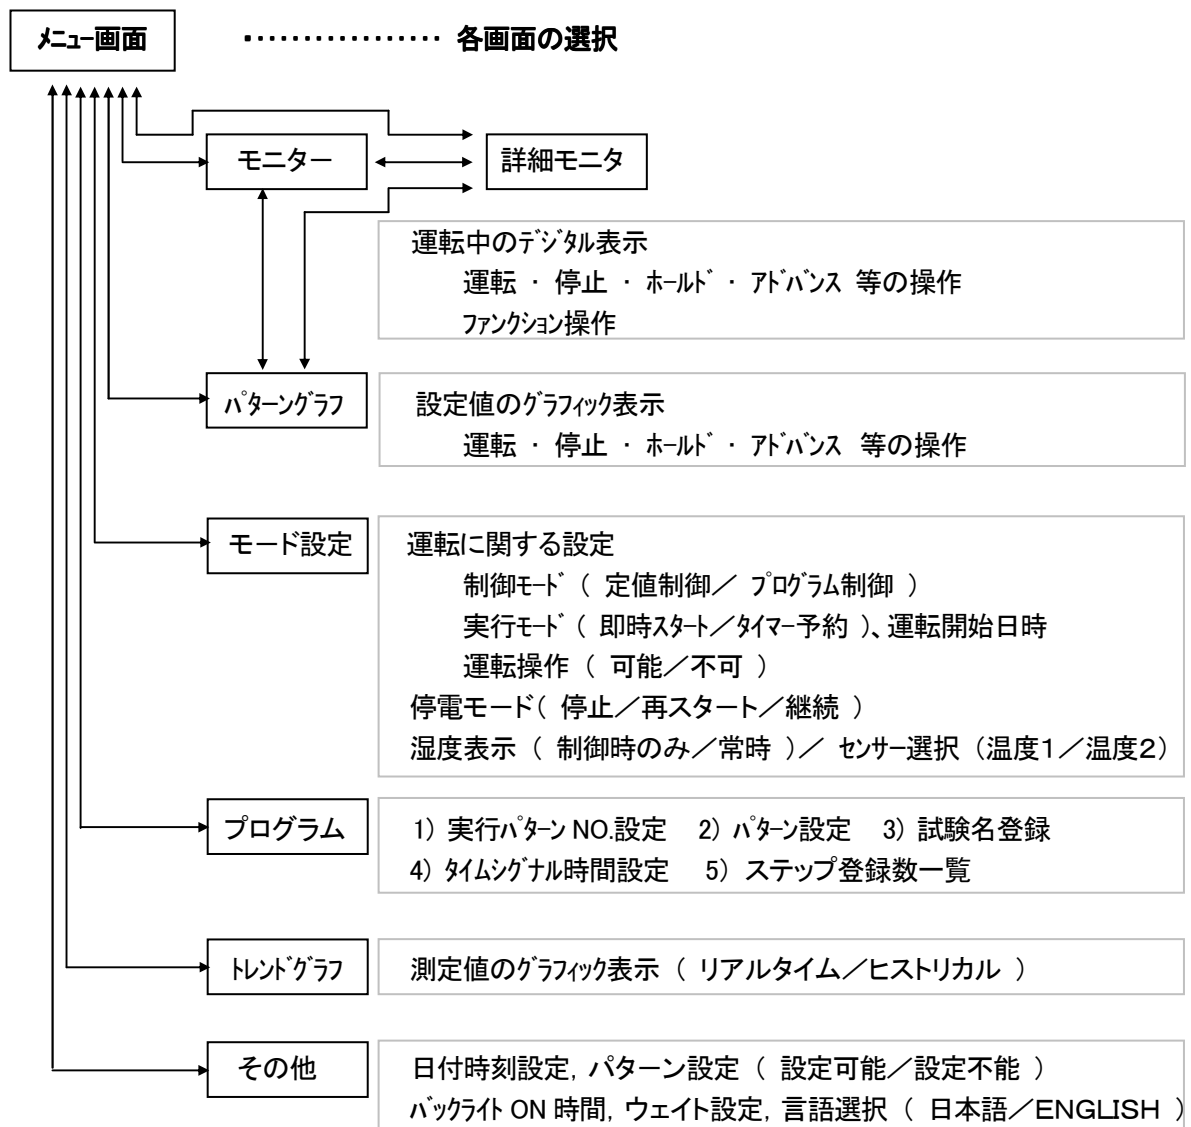 ﾒﾆｭｰ画面 ・・・・・・・・・・・・・・・・ 各画面の選択
モニター 詳細モニタ
運転中のﾃﾞｼﾞﾀﾙ表示
運転 ・ 停止 ・ ﾎｰﾙﾄﾞ ・ ｱﾄﾞﾊﾞﾝｽ 等の操作
ﾌｧﾝｸｼｮﾝ操作
ﾊﾟﾀｰﾝｸﾞﾗﾌ 設定値のｸﾞﾗﾌｨｯｸ表示
運転 ・ 停止 ・ ﾎｰﾙﾄﾞ ・ ｱﾄﾞﾊﾞﾝｽ 等の操作
モード設定 運転に関する設定
制御ﾓｰﾄﾞ （ 定値制御／ ﾌﾟﾛｸﾞﾗﾑ制御 ）
実行ﾓｰﾄﾞ（ 即時ｽﾀｰﾄ／ﾀｲﾏｰ予約 ）、運転開始日時
運転操作 （ 可能／不可 ）
停電モード（ 停止／再スタート／継続 ）
湿度表示 （ 制御時のみ／常時 ）／ ｾﾝｻｰ選択 （温度１／温度２）
プログラム 1) 実行ﾊﾟﾀｰﾝ NO.設定 2) ﾊﾟﾀｰﾝ設定 3) 試験名登録
4) ﾀｲﾑｼｸﾞﾅﾙ時間設定 5) ステップ登録数一覧
ﾄﾚﾝﾄﾞｸﾞﾗﾌ 測定値のｸﾞﾗﾌｨｯｸ表示 （ リアルタイム／ヒストリカル ）
その他 日付時刻設定, パターン設定 （ 設定可能／設定不能 ）
ﾊﾞｯｸﾗｲﾄ ON 時間, ウェイト設定, 言語選択 （ 日本語／ＥＮＧＬＩＳＨ ）